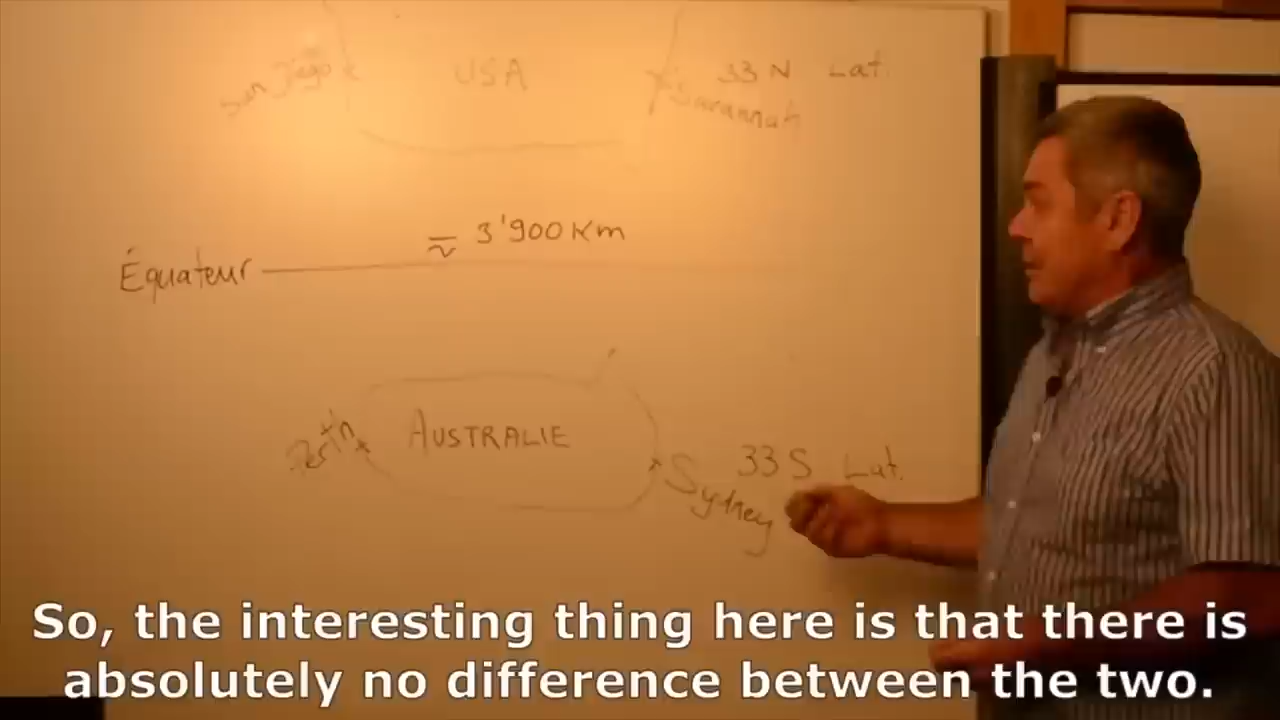 San Diego
USA
33 N Lat.
Savannah
≈ 3'900 Km
Équateur
Perth
AUSTRALIE
33 S Lat.
Sydney
So, the interesting thing here is that there is
absolutely no difference between the two.